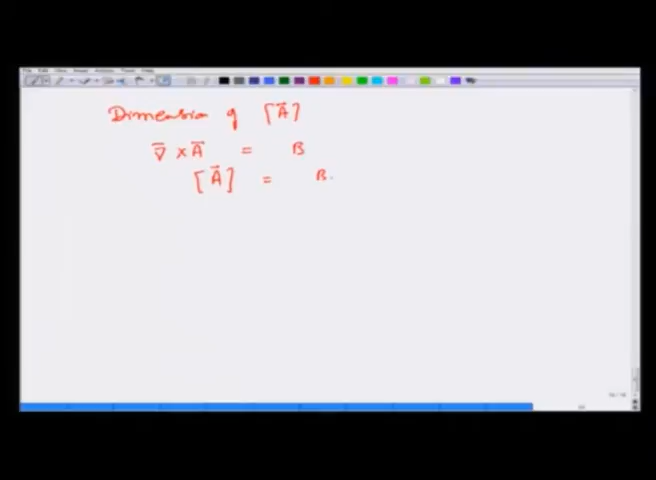 Dimension of [A⃗]
∇̄ × A̅ = B
[A⃗] = B.